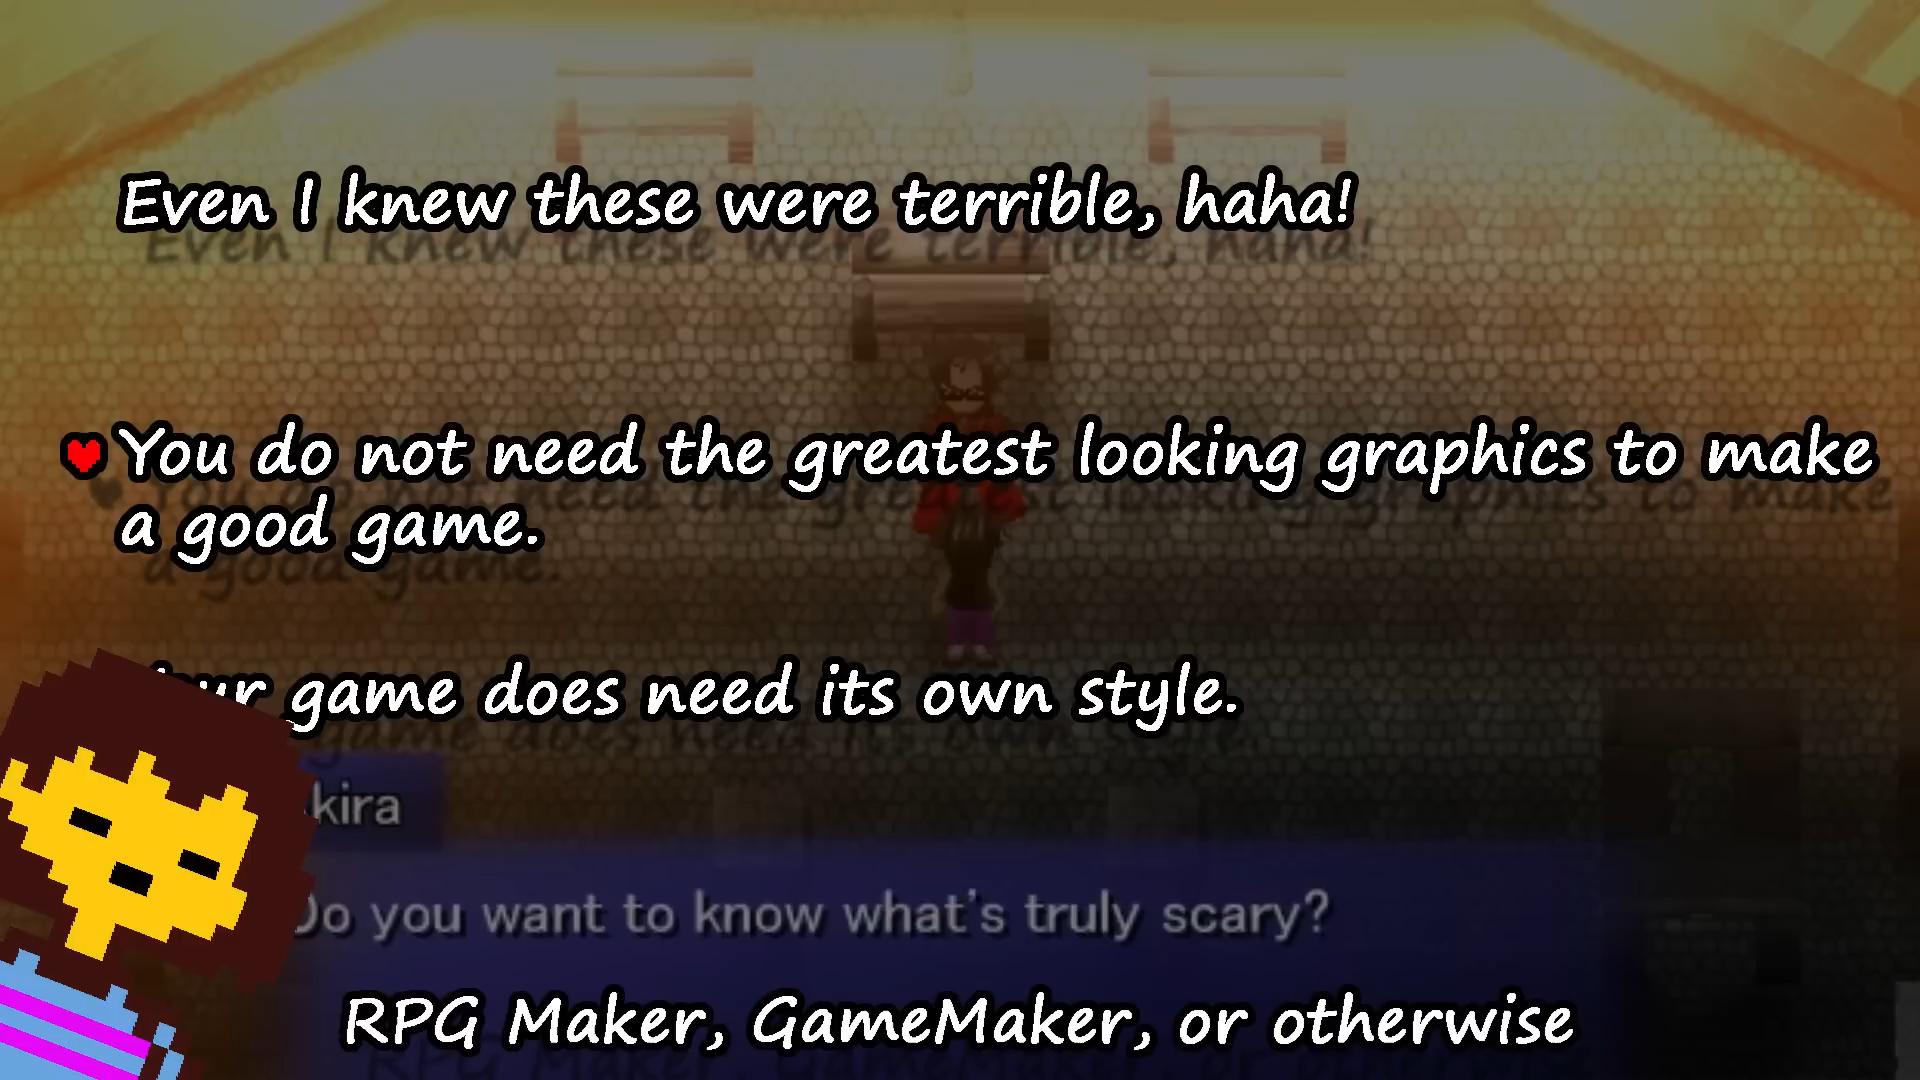 Even I knew these were terrible, haha!
You do not need the greatest looking graphics to make
a good game.
game does need its own style.
kira
Do you want to know what's truly scary?
RPG Maker, GameMaker, or otherwise